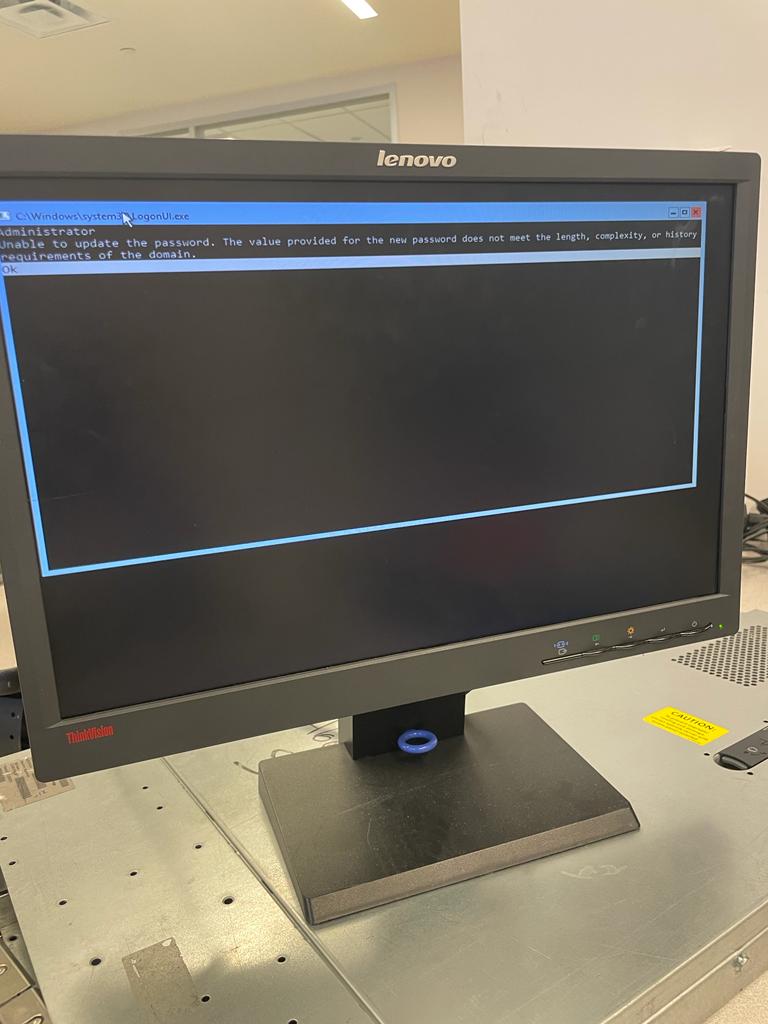 lenovo
C:\Windows\system32\LogonUI.exe
Administrator
Unable to update the password. The value provided for the new password does not meet the length, complexity, or history
requirements of the domain.
Ok
ThinkVision
CAUTION